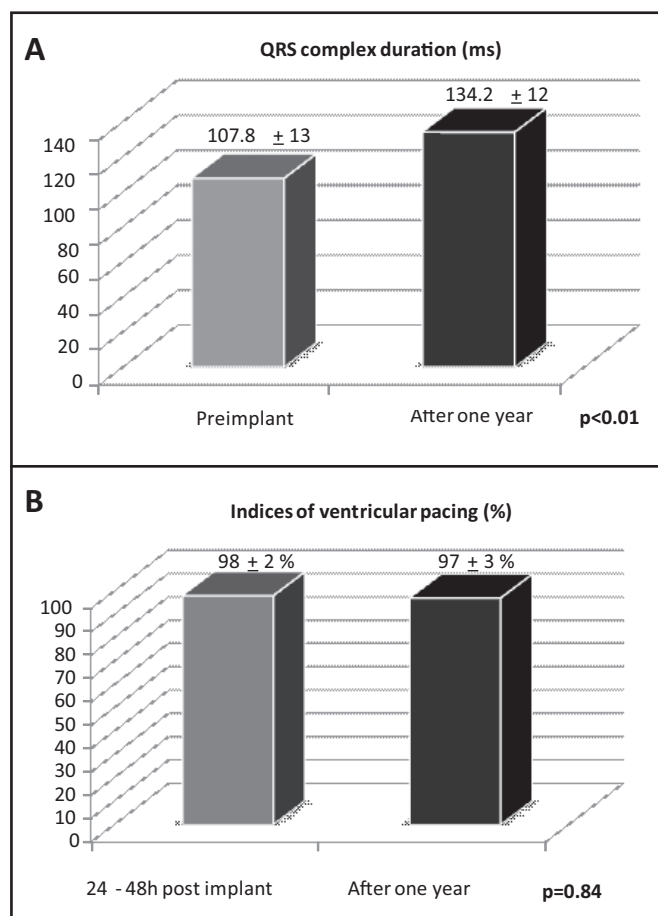 A
QRS complex duration (ms)
107.8 ± 13
134.2 ± 12
140
120
100
80
60
40
20
0
Preimplant
After one year
p<0.01
B
Indices of ventricular pacing (%)
98 ± 2 %
97 ± 3 %
100
90
80
70
60
50
40
30
20
10
0
24 - 48h post implant
After one year
p=0.84